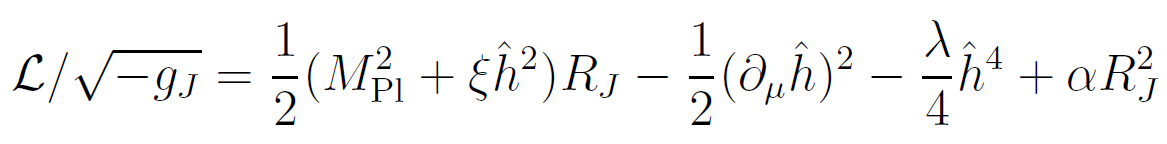 $\mathcal{L}/\sqrt{-g_J} = \frac{1}{2}(M_{\mathrm{Pl}}^2 + \xi\hat{h}^2)R_J - \frac{1}{2}(\partial_\mu \hat{h})^2 - \frac{\lambda}{4}\hat{h}^4 + \alpha R_J^2$